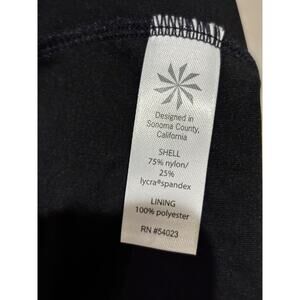 Designed in
Sonoma County,
California
SHELL
75% nylon/
25%
lycra®spandex
LINING
100% polyester
RN #54023